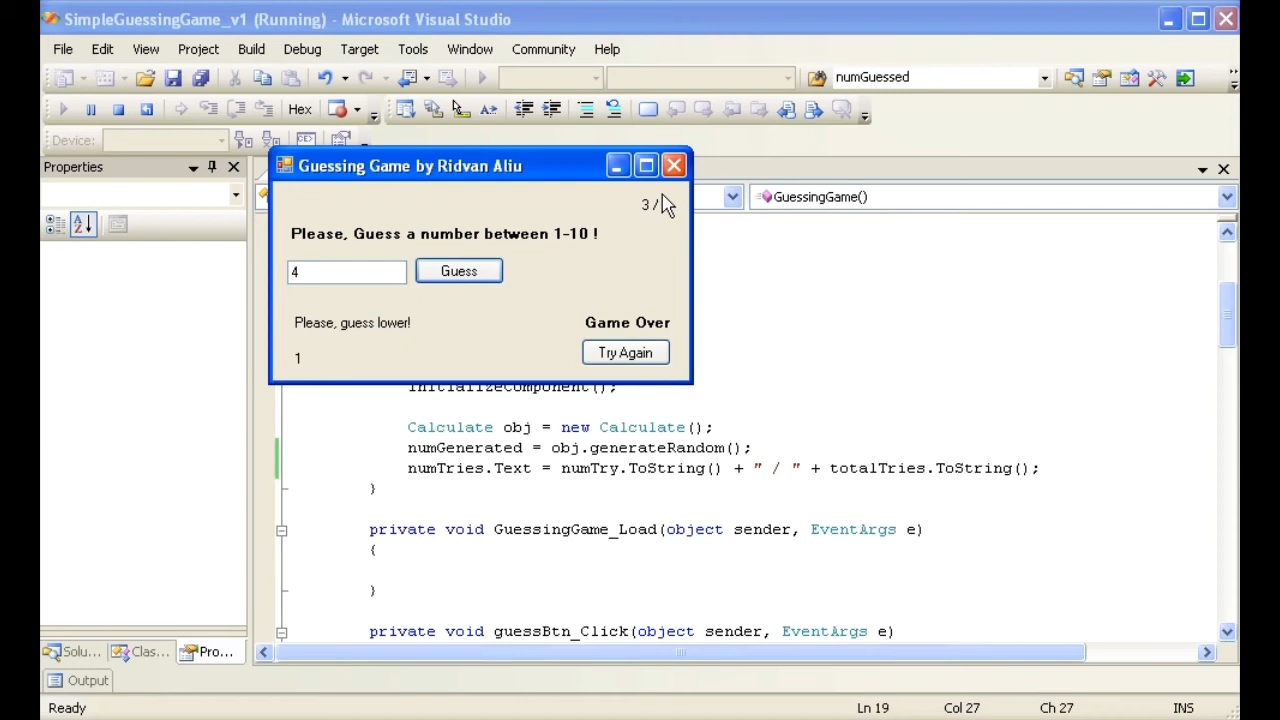 SimpleGuessingGame_v1 (Running) - Microsoft Visual Studio
File Edit View Project Build Debug Target Tools Window Community Help
numGuessed
Hex
Device:
Properties
Guessing Game by Ridvan Aliu
GuessingGame()
3 /
Please, Guess a number between 1-10 !
4
Guess
Please, guess lower!
Game Over
1
Try Again
InitializeComponent();
Calculate obj = new Calculate();
numGenerated = obj.generateRandom();
numTries.Text = numTry.ToString() + " / " + totalTries.ToString();
}
private void GuessingGame_Load(object sender, EventArgs e)
{
}
private void guessBtn_Click(object sender, EventArgs e)
Solu... Clas... Pro...
Output
Ready Ln 19 Col 27 Ch 27 INS